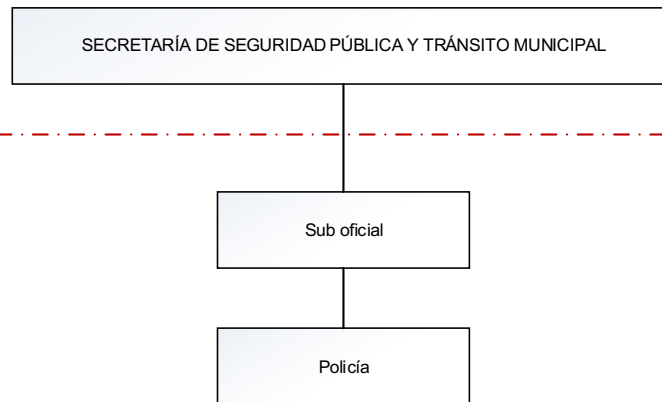 SECRETARÍA DE SEGURIDAD PÚBLICA Y TRÁNSITO MUNICIPAL
Sub oficial
Policía